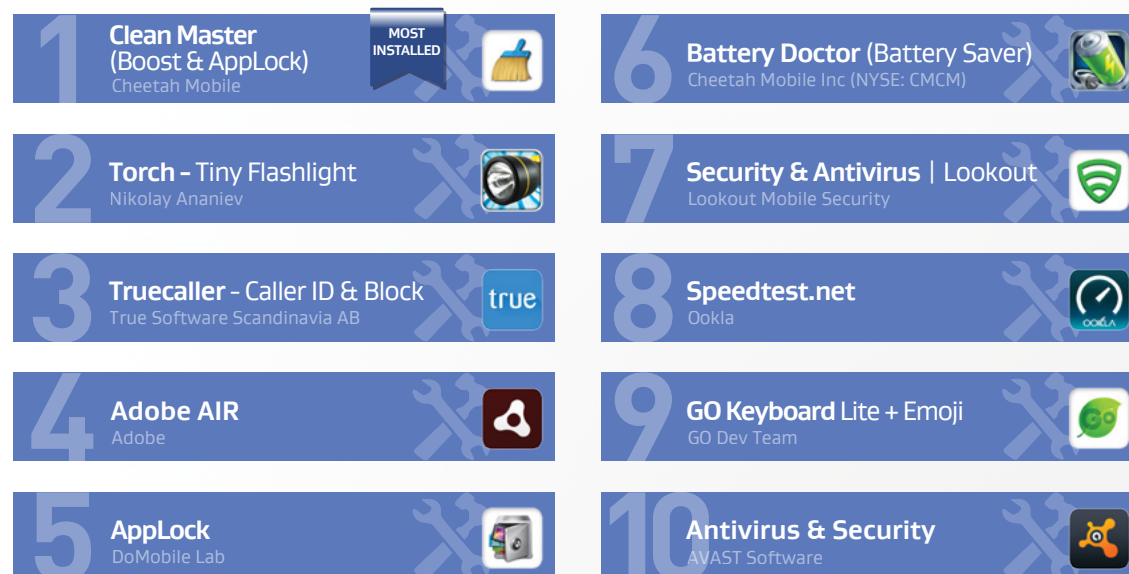 1
Clean Master
(Boost & AppLock)
Cheetah Mobile
MOST
INSTALLED
2
Torch - Tiny Flashlight
Nikolay Ananiev
3
Truecaller - Caller ID & Block
True Software Scandinavia AB
true
4
Adobe AIR
Adobe
5
AppLock
DoMobile Lab
6
Battery Doctor (Battery Saver)
Cheetah Mobile Inc (NYSE: CMCM)
7
Security & Antivirus | Lookout
Lookout Mobile Security
8
Speedtest.net
Ookla
OOKLA
9
GO Keyboard Lite + Emoji
GO Dev Team
GO
10
Antivirus & Security
AVAST Software